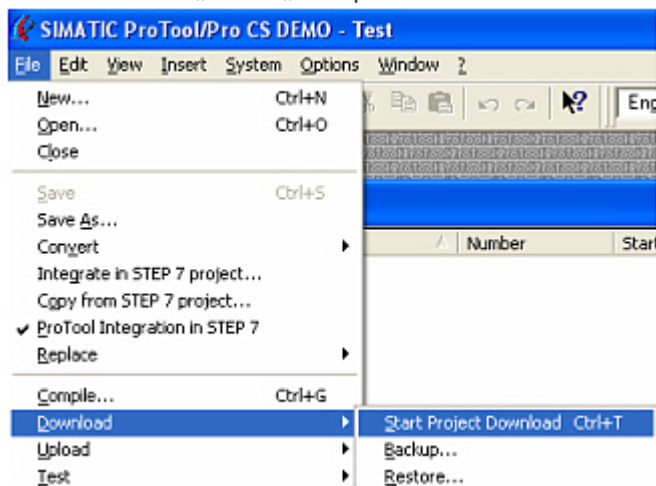 SIMATIC ProTool/Pro CS DEMO - Test
File Edit View Insert System Options Window ?
New... Ctrl+N
Open... Ctrl+O
Close
Save Ctrl+S
Save As...
Convert
Number Start
Integrate in STEP 7 project...
Copy from STEP 7 project...
ProTool Integration in STEP 7
Replace
Compile... Ctrl+G
Download
Start Project Download Ctrl+T
Upload
Backup...
Test
Restore...